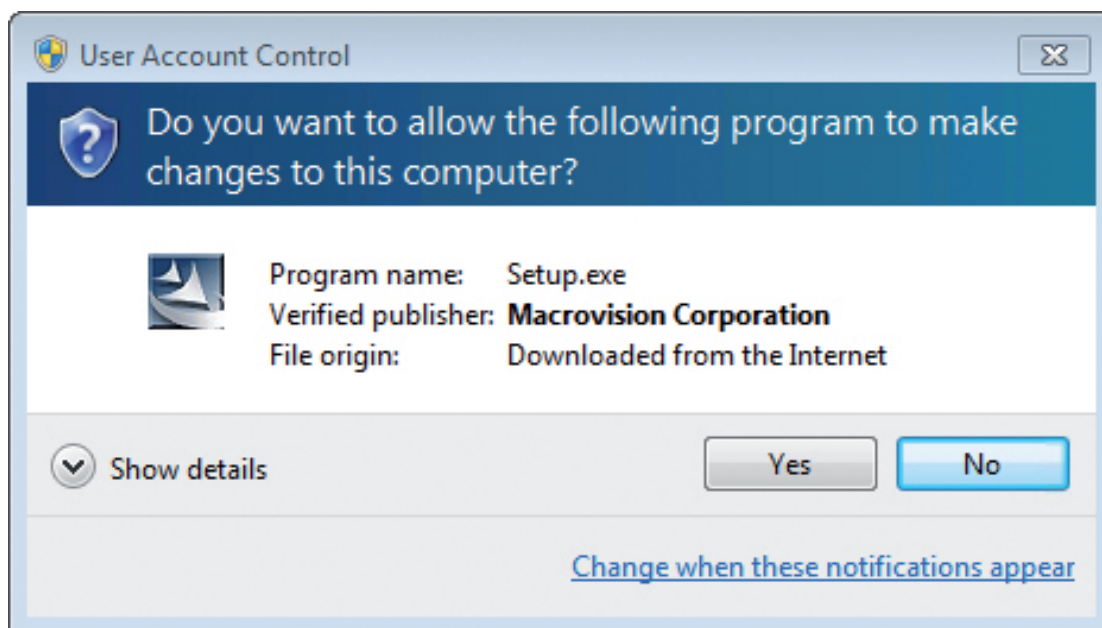 User Account Control
Do you want to allow the following program to make
changes to this computer?
Program name: Setup.exe
Verified publisher: Macrovision Corporation
File origin: Downloaded from the Internet
Show details
Yes
No
Change when these notifications appear